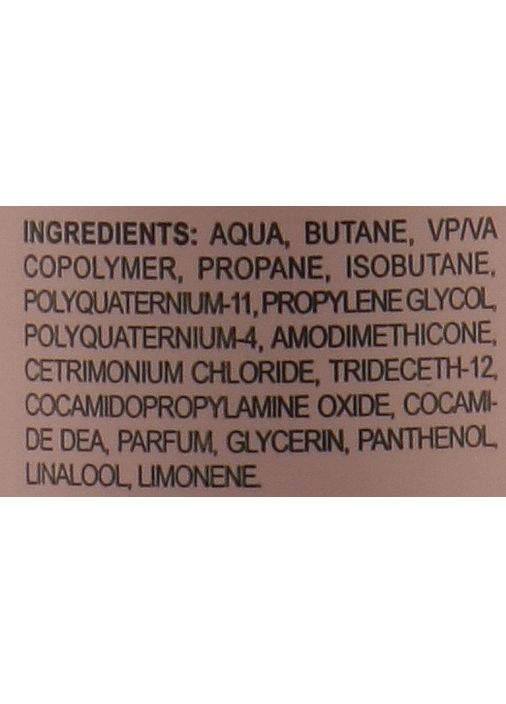 INGREDIENTS: AQUA, BUTANE, VP/VA
COPOLYMER, PROPANE, ISOBUTANE,
POLYQUATERNIUM-11, PROPYLENE GLYCOL,
POLYQUATERNIUM-4, AMODIMETHICONE,
CETRIMONIUM CHLORIDE, TRIDECETH-12,
COCAMIDOPROPYLAMINE OXIDE, COCAMI-
DE DEA, PARFUM, GLYCERIN, PANTHENOL,
LINALOOL, LIMONENE.